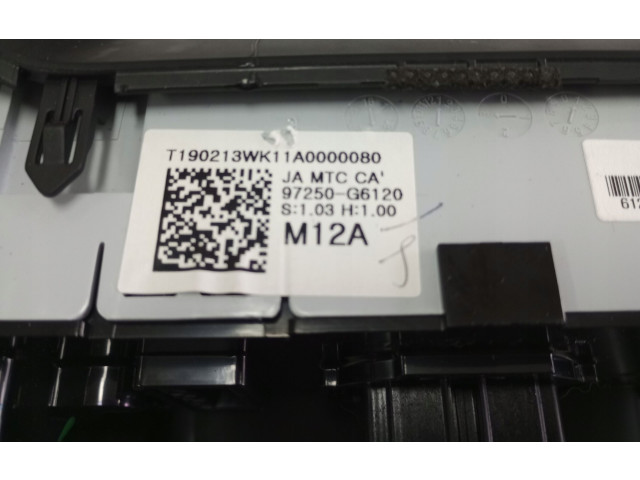 T190213WK11A0000080
JA MTC CA'
97250-G6120
S:1.03 H:1.00
M12A